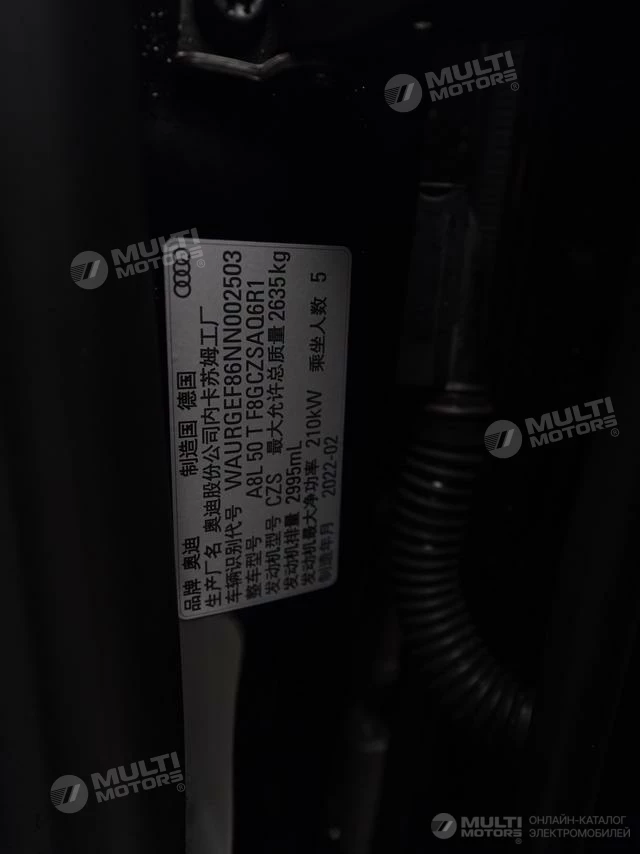 MULTI
MOTORS®
MULTI
MOTORS®
品牌 奥迪 制造国 德国
生产厂名 奥迪股份公司内卡苏姆工厂
车辆识别代号 WAURGEF86NN002503
整车型号 A8L 50 T F8GCZSAQ6R1
发动机型号 CZS 最大允许总质量 2635kg
发动机排量 2995mL
发动机最大净功率 210kW 乘坐人数 5
制造年月 2022-02
MULTI
MOTORS®
MULTI
MOTORS®
MULTI
MOTORS®
ОНЛАЙН-КАТАЛОГ
ЭЛЕКТРОМОБИЛЕЙ